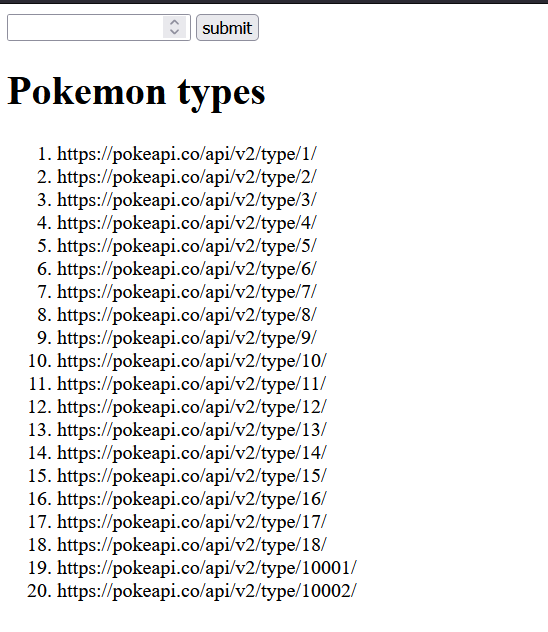 submit
Pokemon types
1. https://pokeapi.co/api/v2/type/1/
2. https://pokeapi.co/api/v2/type/2/
3. https://pokeapi.co/api/v2/type/3/
4. https://pokeapi.co/api/v2/type/4/
5. https://pokeapi.co/api/v2/type/5/
6. https://pokeapi.co/api/v2/type/6/
7. https://pokeapi.co/api/v2/type/7/
8. https://pokeapi.co/api/v2/type/8/
9. https://pokeapi.co/api/v2/type/9/
10. https://pokeapi.co/api/v2/type/10/
11. https://pokeapi.co/api/v2/type/11/
12. https://pokeapi.co/api/v2/type/12/
13. https://pokeapi.co/api/v2/type/13/
14. https://pokeapi.co/api/v2/type/14/
15. https://pokeapi.co/api/v2/type/15/
16. https://pokeapi.co/api/v2/type/16/
17. https://pokeapi.co/api/v2/type/17/
18. https://pokeapi.co/api/v2/type/18/
19. https://pokeapi.co/api/v2/type/10001/
20. https://pokeapi.co/api/v2/type/10002/